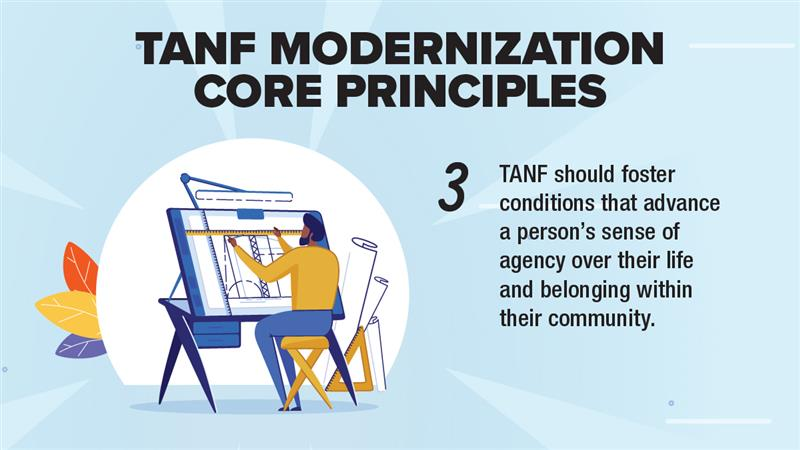 TANF MODERNIZATION
CORE PRINCIPLES
3
TANF should foster
conditions that advance
a person’s sense of
agency over their life
and belonging within
their community.